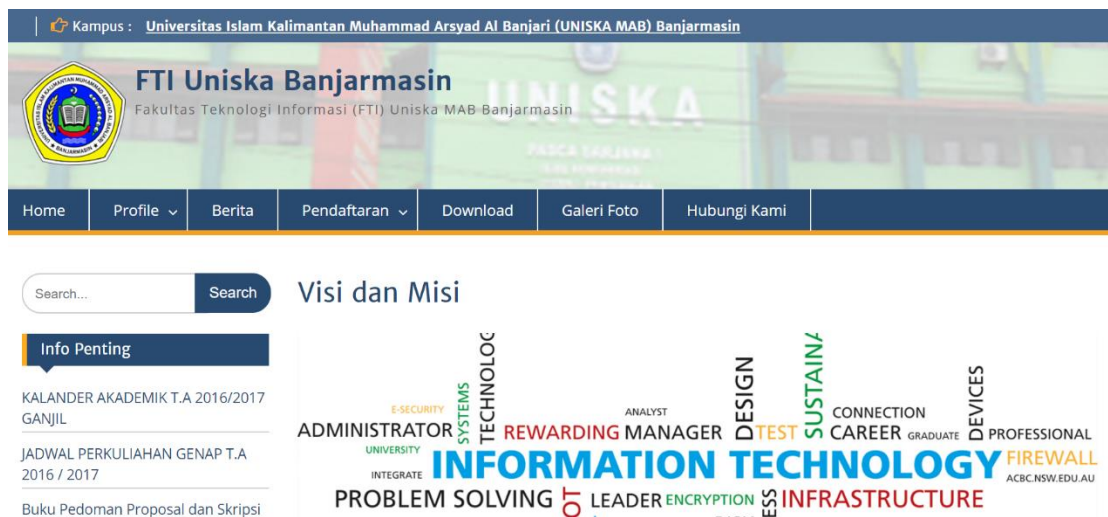 Kampus : Universitas Islam Kalimantan Muhammad Arsyad Al Banjari (UNISKA MAB) Banjarmasin
FTI Uniska Banjarmasin
Fakultas Teknologi Informasi (FTI) Uniska MAB Banjarmasin
UNISKA
Home Profile Berita Pendaftaran Download Galeri Foto Hubungi Kami
Search... Search
Visi dan Misi
Info Penting
KALANDER AKADEMIK T.A 2016/2017
GANJIL
JADWAL PERKULIAHAN GENAP T.A
2016 / 2017
Buku Pedoman Proposal dan Skripsi
E-SECURITY
SYSTEMS
DESIGN
DEVICES
ANALYST
CONNECTION
ADMINISTRATOR REWARDING MANAGER TEST CAREER GRADUATE PROFESSIONAL
UNIVERSITY
INTEGRATE INFORMATION TECHNOLOGY FIREWALL
ACBC.NSW.EDU.AU
PROBLEM SOLVING LEADER ENCRYPTION INFRASTRUCTURE